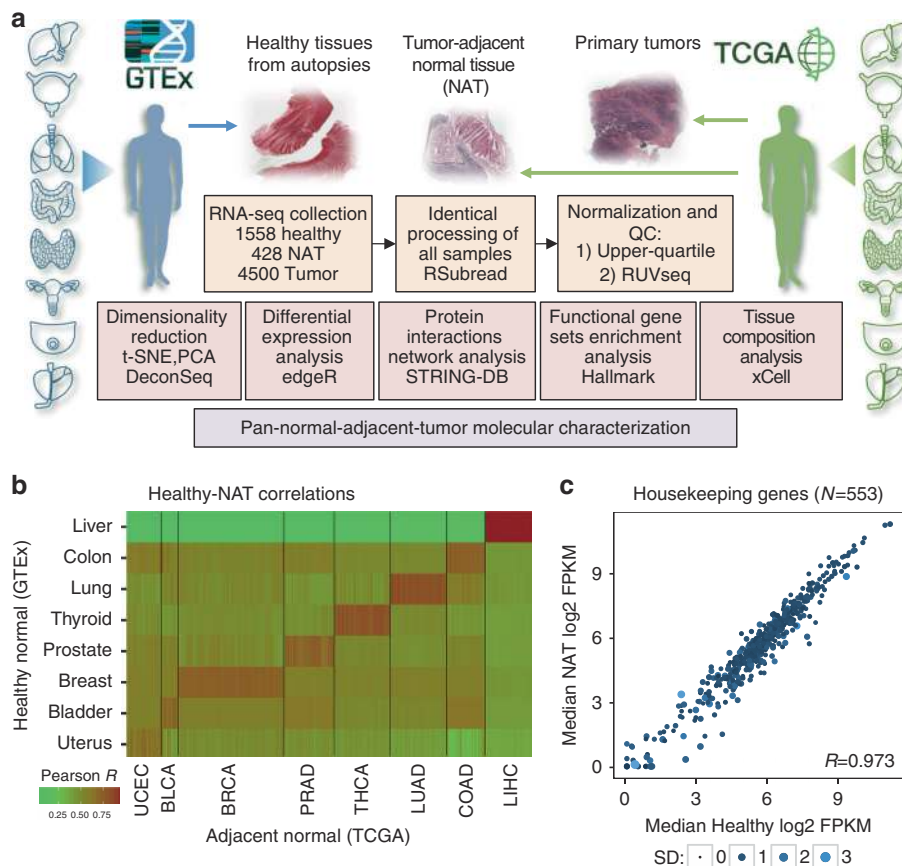 a
GTEx
Healthy tissues
from autopsies
Tumor-adjacent
normal tissue
(NAT)
Primary tumors
TCGA
RNA-seq collection
1558 healthy
428 NAT
4500 Tumor
Identical
processing of
all samples
RSubread
Normalization and
QC:
1) Upper-quartile
2) RUVseq
Dimensionality
reduction
t-SNE,PCA
DeconSeq
Differential
expression
analysis
edgeR
Protein
interactions
network analysis
STRING-DB
Functional gene
sets enrichment
analysis
Hallmark
Tissue
composition
analysis
xCell
Pan-normal-adjacent-tumor molecular characterization
b
Healthy-NAT correlations
Healthy normal (GTEx)
Liver
Colon
Lung
Thyroid
Prostate
Breast
Bladder
Uterus
Pearson R
0.25 0.50 0.75
UCEC
BLCA
BRCA
PRAD
THCA
LUAD
COAD
LIHC
Adjacent normal (TCGA)
c
Housekeeping genes (N=553)
Median NAT log2 FPKM
9
6
3
0
R=0.973
0 3 6 9
Median Healthy log2 FPKM
SD: 0 1 2 3